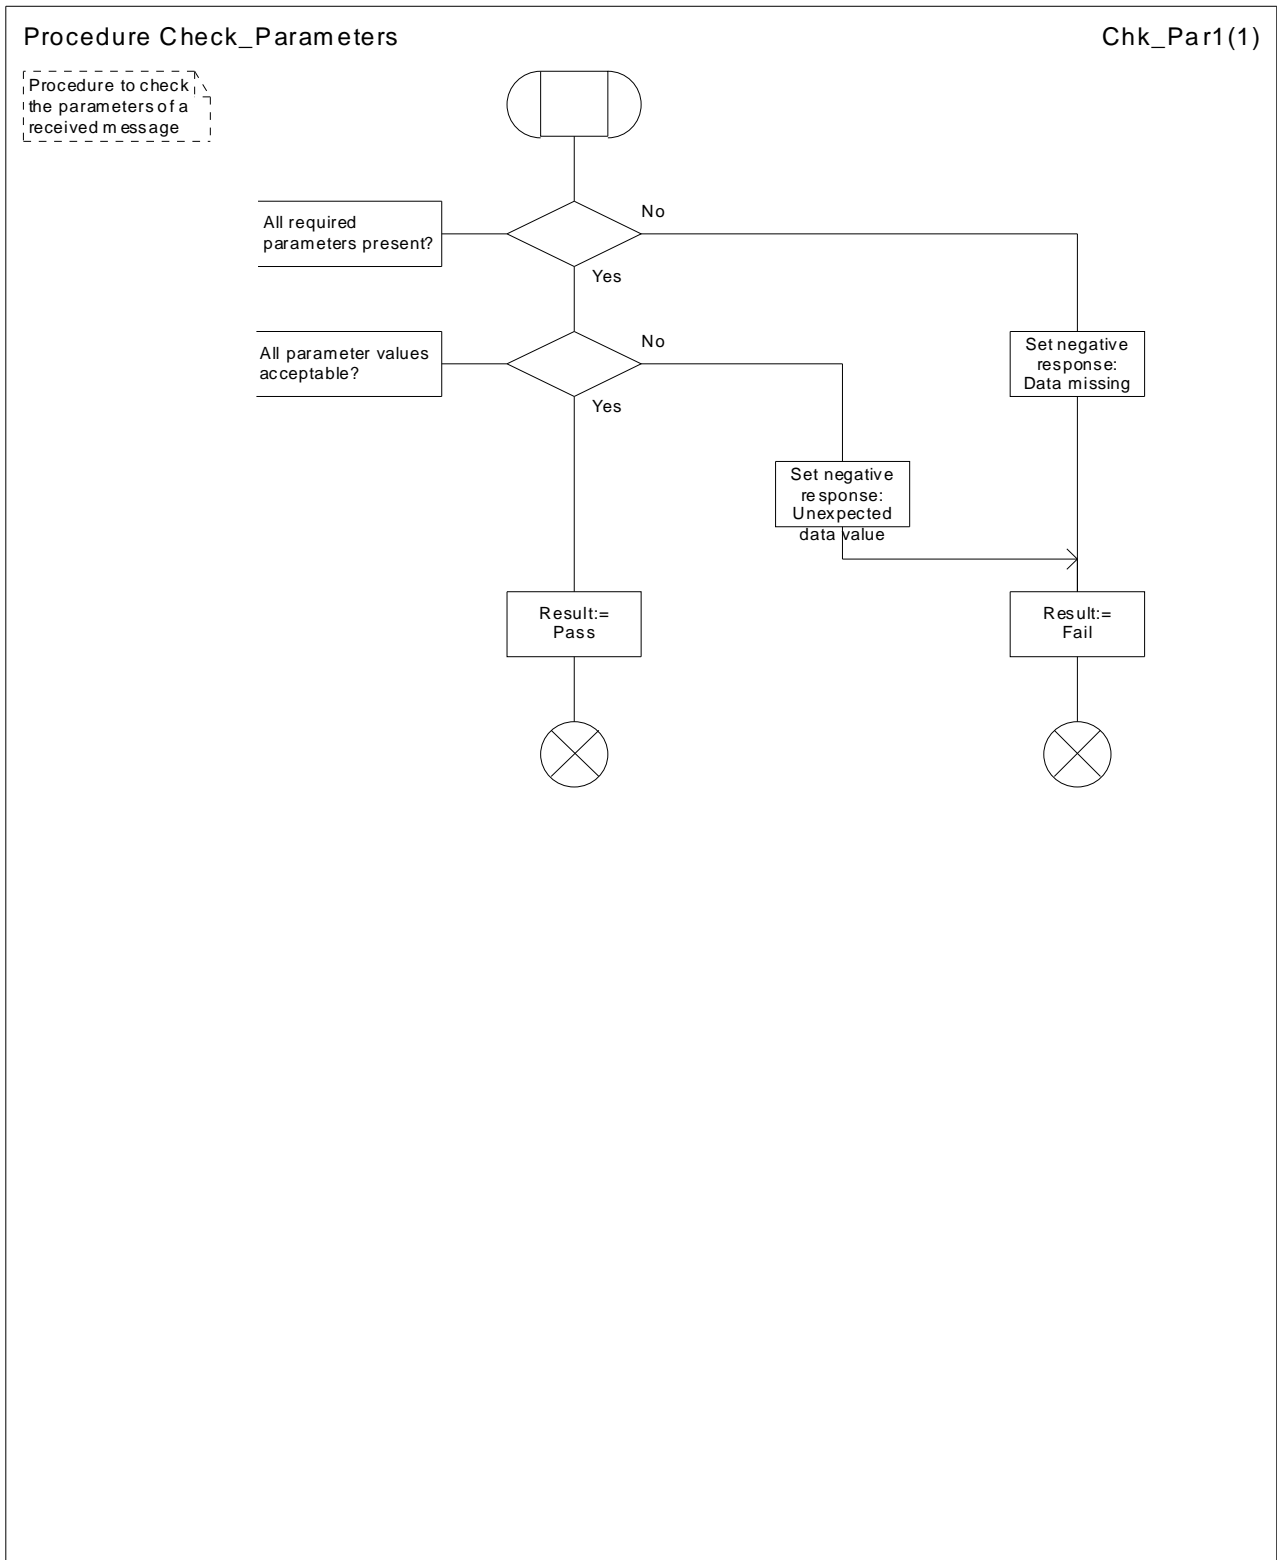 Procedure Check_Parameters
Chk_Par1(1)
Procedure to check
the parameters of a
received message
All required
parameters present?
No
Yes
All parameter values
acceptable?
No
Yes
Set negative
response:
Data missing
Set negative
response:
Unexpected
data value
Result:=
Pass
Result:=
Fail